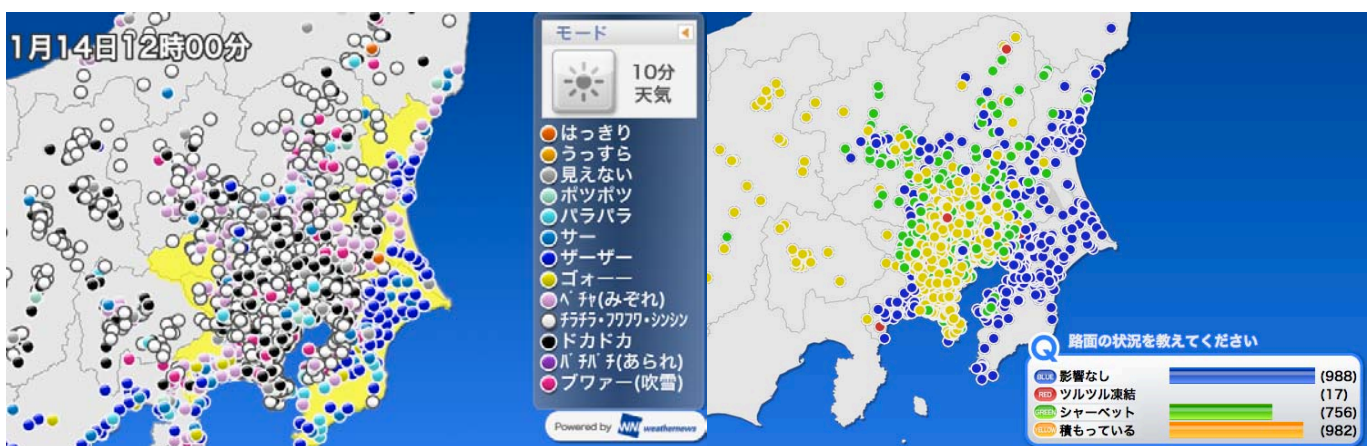 1月14日12時00分
モード
10分
天気
はっきり
うっすら
見えない
ポツポツ
パラパラ
サー
ザーザー
ゴォーー
ベチャ(みぞれ)
チラチラ・フワフワ・シンシン
ドカドカ
バチバチ(あられ)
ブワァー(吹雪)
Powered by WNI weathernews
Q 路面の状況を教えてください
BLUE 影響なし (988)
RED ツルツル凍結 (17)
GREEN シャーベット (756)
YELLOW 積もっている (982)